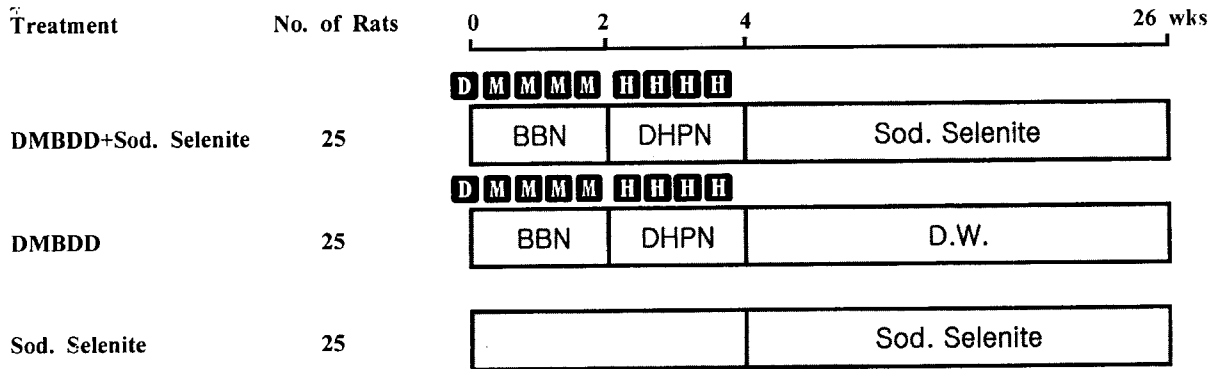 Treatment No. of Rats 0 2 4 26 wks
D M M M M H H H H
DMBDD+Sod. Selenite 25 BBN DHPN Sod. Selenite
D M M M M H H H H
DMBDD 25 BBN DHPN D.W.
Sod. Selenite 25 Sod. Selenite